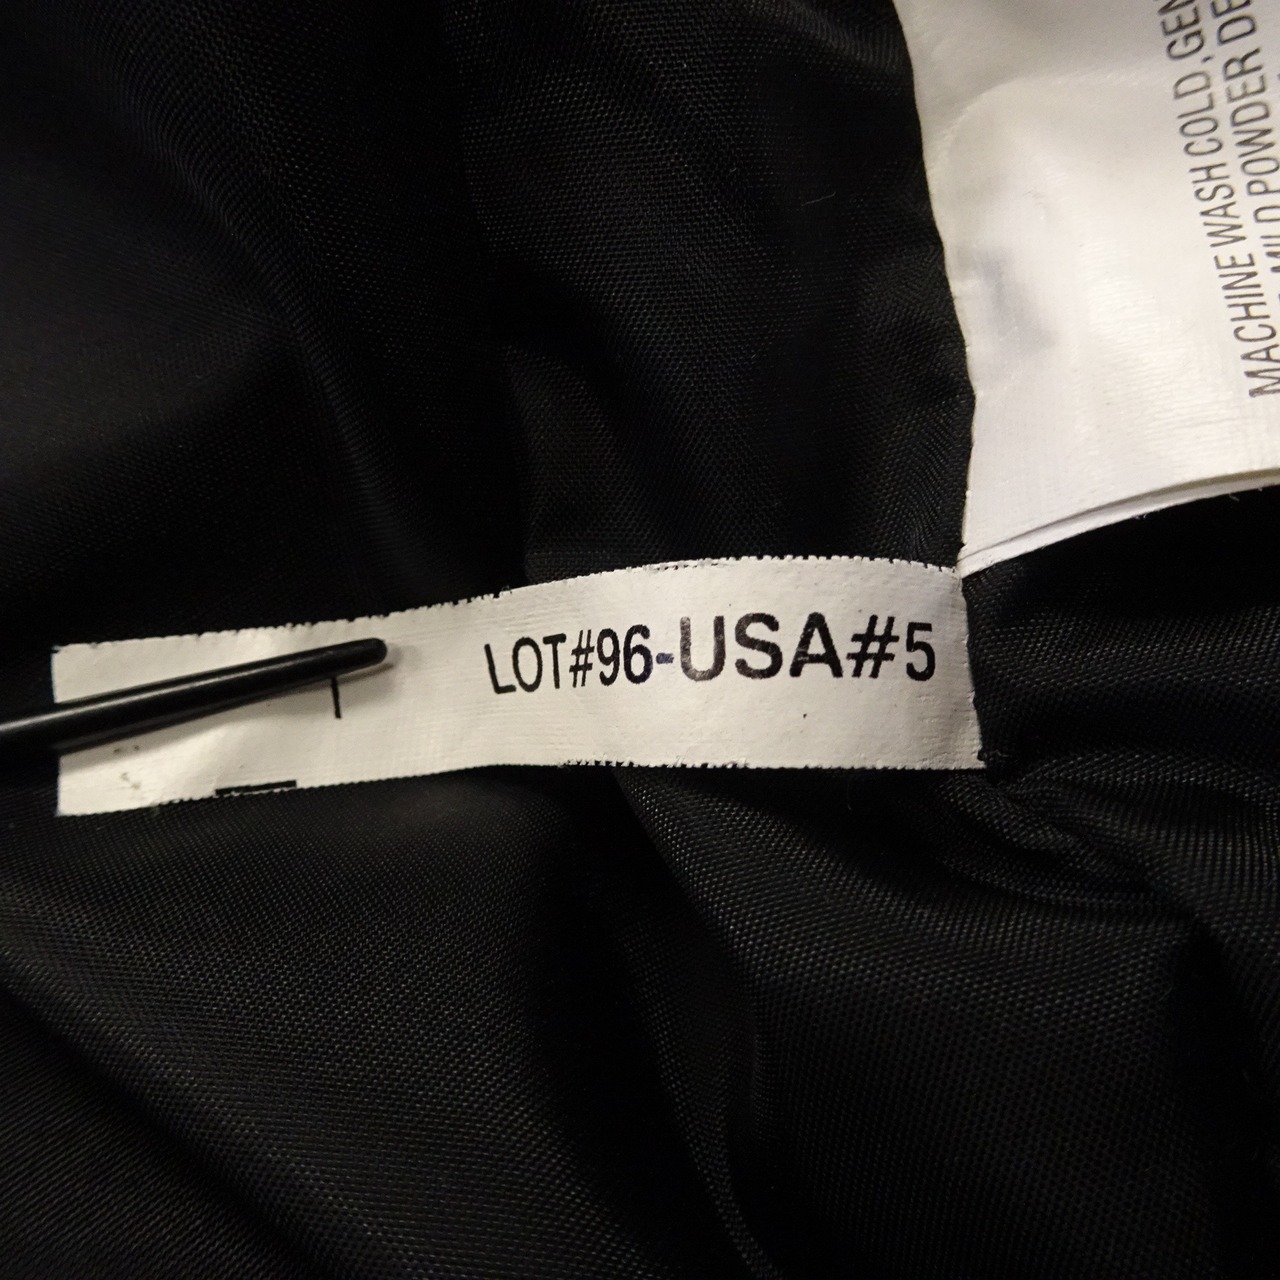 LOT#96-USA#5
MACHINE WASH COLD, GEN
MILD POWDER DE